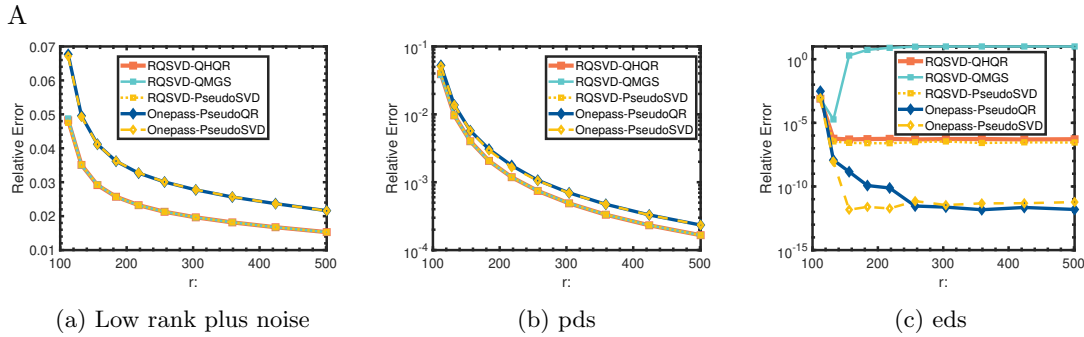 A
0.07
0.06
0.05
0.04
0.03
0.02
0.01
Relative Error
RQSVD-QHQR
RQSVD-QMGS
RQSVD-PseudoSVD
Onepass-PseudoQR
Onepass-PseudoSVD
100 200 300 400 500
r:
(a) Low rank plus noise
10-1
10-2
10-3
10-4
Relative Error
RQSVD-QHQR
RQSVD-QMGS
RQSVD-PseudoSVD
Onepass-PseudoQR
Onepass-PseudoSVD
100 200 300 400 500
r:
(b) pds
100
10-5
10-10
10-15
Relative Error
RQSVD-QHQR
RQSVD-QMGS
RQSVD-PseudoSVD
Onepass-PseudoQR
Onepass-PseudoSVD
100 200 300 400 500
r:
(c) eds